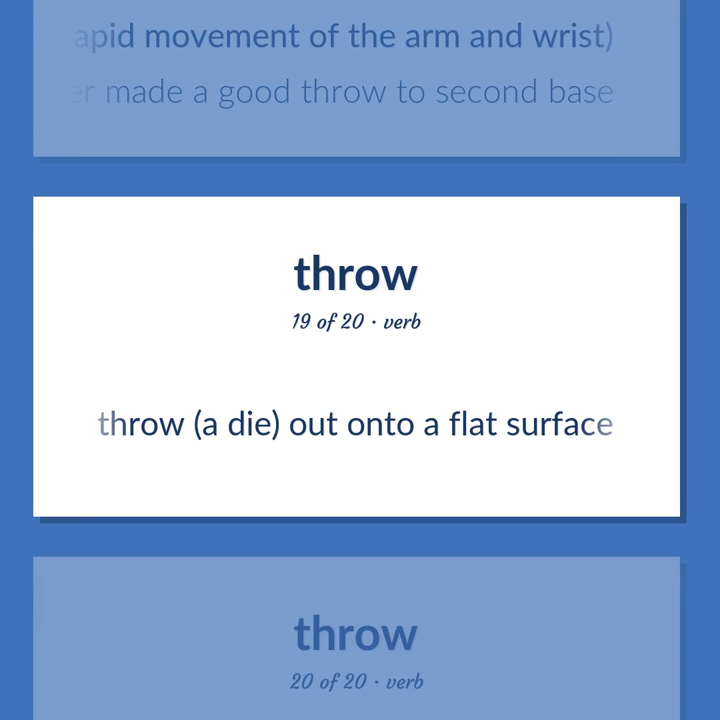 apid movement of the arm and wrist)
er made a good throw to second base
throw
19 of 20 · verb
throw (a die) out onto a flat surface
throw
20 of 20 · verb